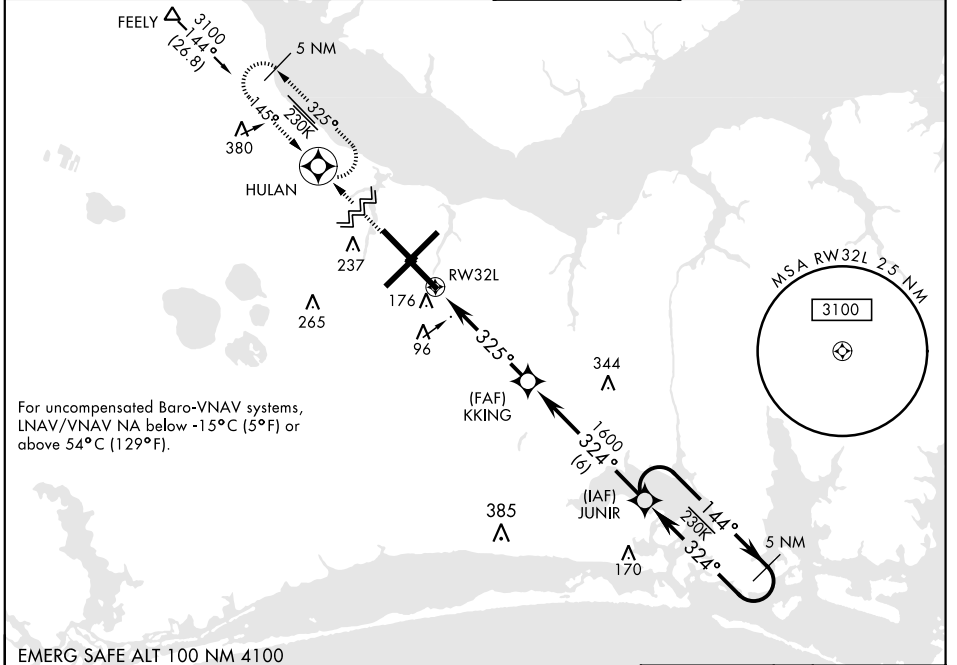 FEELY
3100
144°
(26.8)
5 NM
325°
230K
145°
380
HULAN
237
RW32L
176
265
96
MSA RW32L 25 NM
3100
325°
344
(FAF)
KKING
For uncompensated Baro-VNAV systems,
LNAV/VNAV NA below -15°C (5°F) or
above 54°C (129°F).
1600
324°
(6)
(IAF)
JUNIR
144°
230K
324°
5 NM
385
170
EMERG SAFE ALT 100 NM 4100